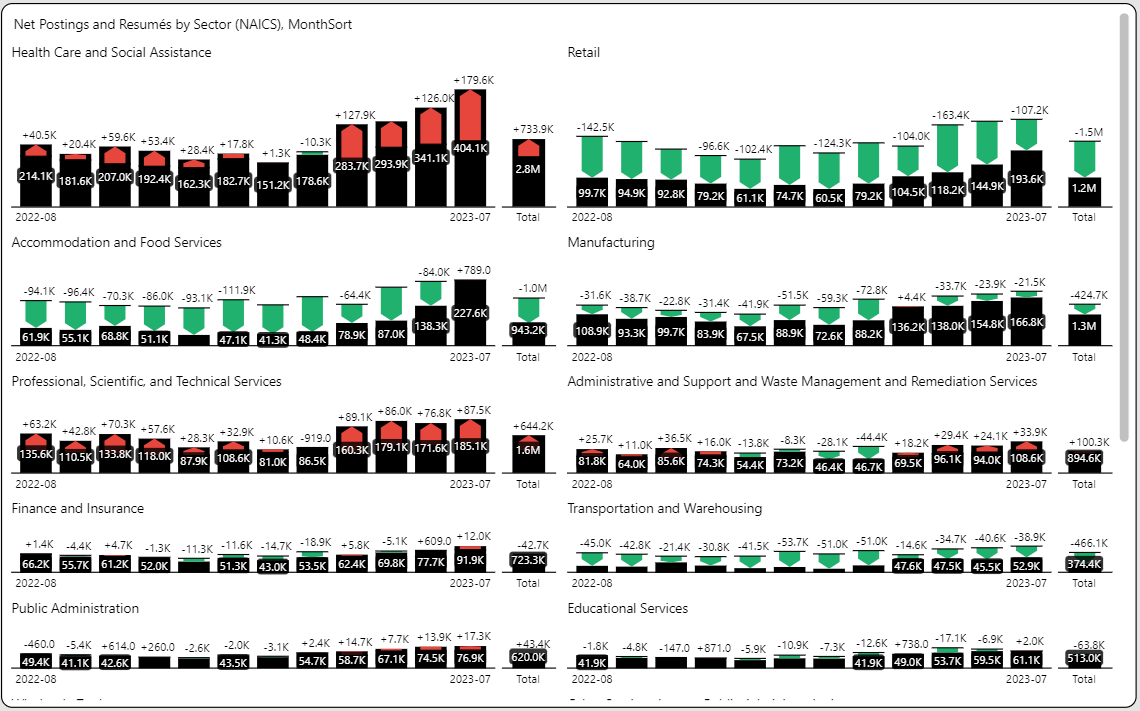 Net Postings and Resumés by Sector (NAICS), MonthSort
Health Care and Social Assistance
+40.5K +20.4K +59.6K +53.4K +28.4K +17.8K +1.3K -10.3K +127.9K +126.0K +179.6K +733.9K
214.1K 181.6K 207.0K 192.4K 162.3K 182.7K 151.2K 178.6K 283.7K 293.9K 341.1K 404.1K 2.8M
2022-08 2023-07 Total
Retail
-142.5K -96.6K -102.4K -124.3K -104.0K -163.4K -107.2K -1.5M
99.7K 94.9K 92.8K 79.2K 61.1K 74.7K 60.5K 79.2K 104.5K 118.2K 144.9K 193.6K 1.2M
2022-08 2023-07 Total
Accommodation and Food Services
-94.1K -96.4K -70.3K -86.0K -93.1K -111.9K -64.4K -84.0K +789.0 -1.0M
61.9K 55.1K 68.8K 51.1K 47.1K 41.3K 48.4K 78.9K 87.0K 138.3K 227.6K 943.2K
2022-08 2023-07 Total
Manufacturing
-31.6K -38.7K -22.8K -31.4K -41.9K -51.5K -59.3K -72.8K +4.4K -33.7K -23.9K -21.5K -424.7K
108.9K 93.3K 99.7K 83.9K 67.5K 88.9K 72.6K 88.2K 136.2K 138.0K 154.8K 166.8K 1.3M
2022-08 2023-07 Total
Professional, Scientific, and Technical Services
+63.2K +42.8K +70.3K +57.6K +28.3K +32.9K +10.6K -919.0 +89.1K +86.0K +76.8K +87.5K +644.2K
135.6K 110.5K 133.8K 118.0K 87.9K 108.6K 81.0K 86.5K 160.3K 179.1K 171.6K 185.1K 1.6M
2022-08 2023-07 Total
Administrative and Support and Waste Management and Remediation Services
+25.7K +11.0K +36.5K +16.0K -13.8K -8.3K -28.1K -44.4K +18.2K +29.4K +24.1K +33.9K +100.3K
81.8K 64.0K 85.6K 74.3K 54.4K 73.2K 46.4K 46.7K 69.5K 96.1K 94.0K 108.6K 894.6K
2022-08 2023-07 Total
Finance and Insurance
+1.4K -4.4K +4.7K -1.3K -11.3K -11.6K -14.7K -18.9K +5.8K -5.1K +609.0 +12.0K -42.7K
66.2K 55.7K 61.2K 52.0K 51.3K 43.0K 53.5K 62.4K 69.8K 77.7K 91.9K 723.3K
2022-08 2023-07 Total
Transportation and Warehousing
-45.0K -42.8K -21.4K -30.8K -41.5K -53.7K -51.0K -51.0K -14.6K -34.7K -40.6K -38.9K -466.1K
47.6K 47.5K 45.5K 52.9K 374.4K
2022-08 2023-07 Total
Public Administration
-460.0 -5.4K +614.0 +260.0 -2.6K -2.0K -3.1K +2.4K +14.7K +7.7K +13.9K +17.3K +43.4K
49.4K 41.1K 42.6K 43.5K 54.7K 58.7K 67.1K 74.5K 76.9K 620.0K
2022-08 2023-07 Total
Educational Services
-1.8K -4.8K -147.0 +871.0 -5.9K -10.9K -7.3K -12.6K +738.0 -17.1K -6.9K +2.0K -63.8K
41.9K 41.9K 49.0K 53.7K 59.5K 61.1K 513.0K
2022-08 2023-07 Total